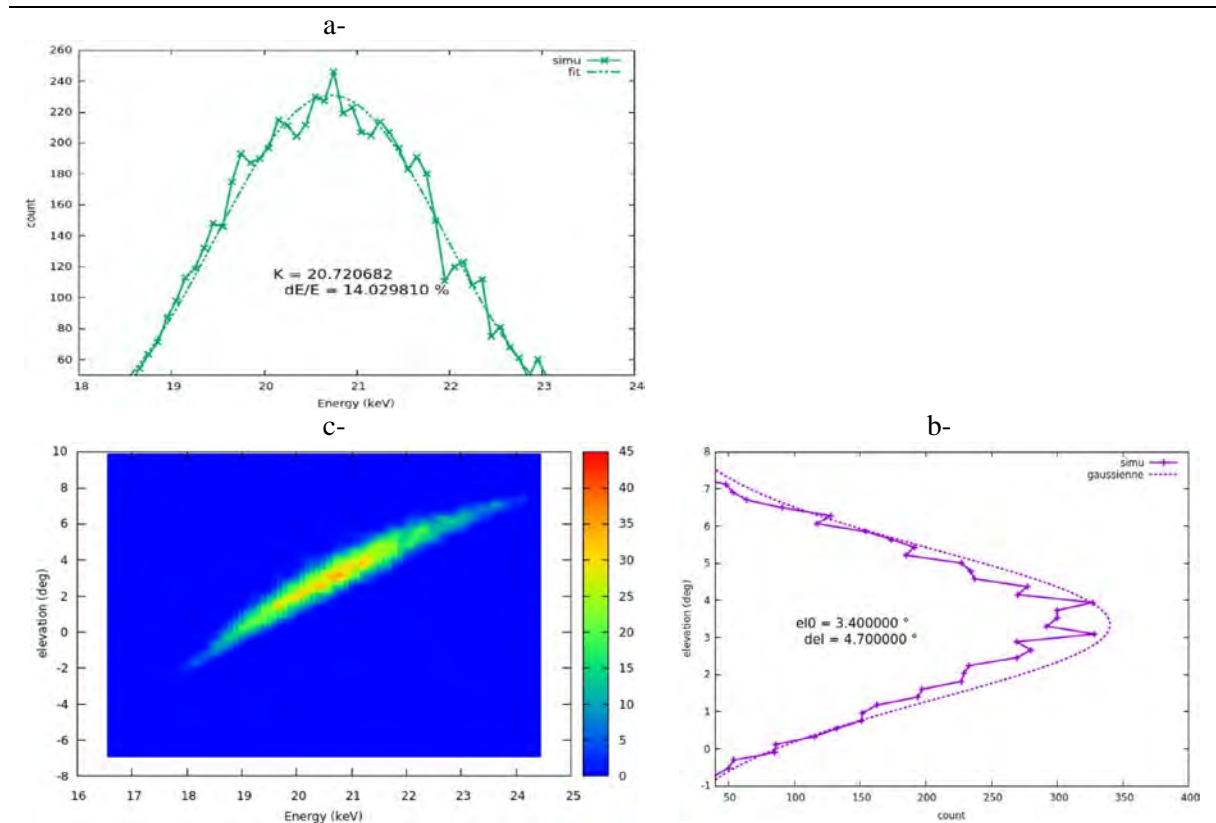 a-
260
240
220
200
180
160
140
120
100
80
60
count
simu
fit
K = 20.720682
dE/E = 14.029810 %
18 19 20 21 22 23 24
Energy (keV)
c-
10
8
6
4
2
0
-2
-4
-6
-8
elevation (deg)
45
40
35
30
25
20
15
10
5
0
16 17 18 19 20 21 22 23 24 25
Energy (keV)
b-
8
7
6
5
4
3
2
1
0
-1
elevation (deg)
simu
gaussienne
el0 = 3.400000 °
del = 4.700000 °
50 100 150 200 250 300 350 400
count